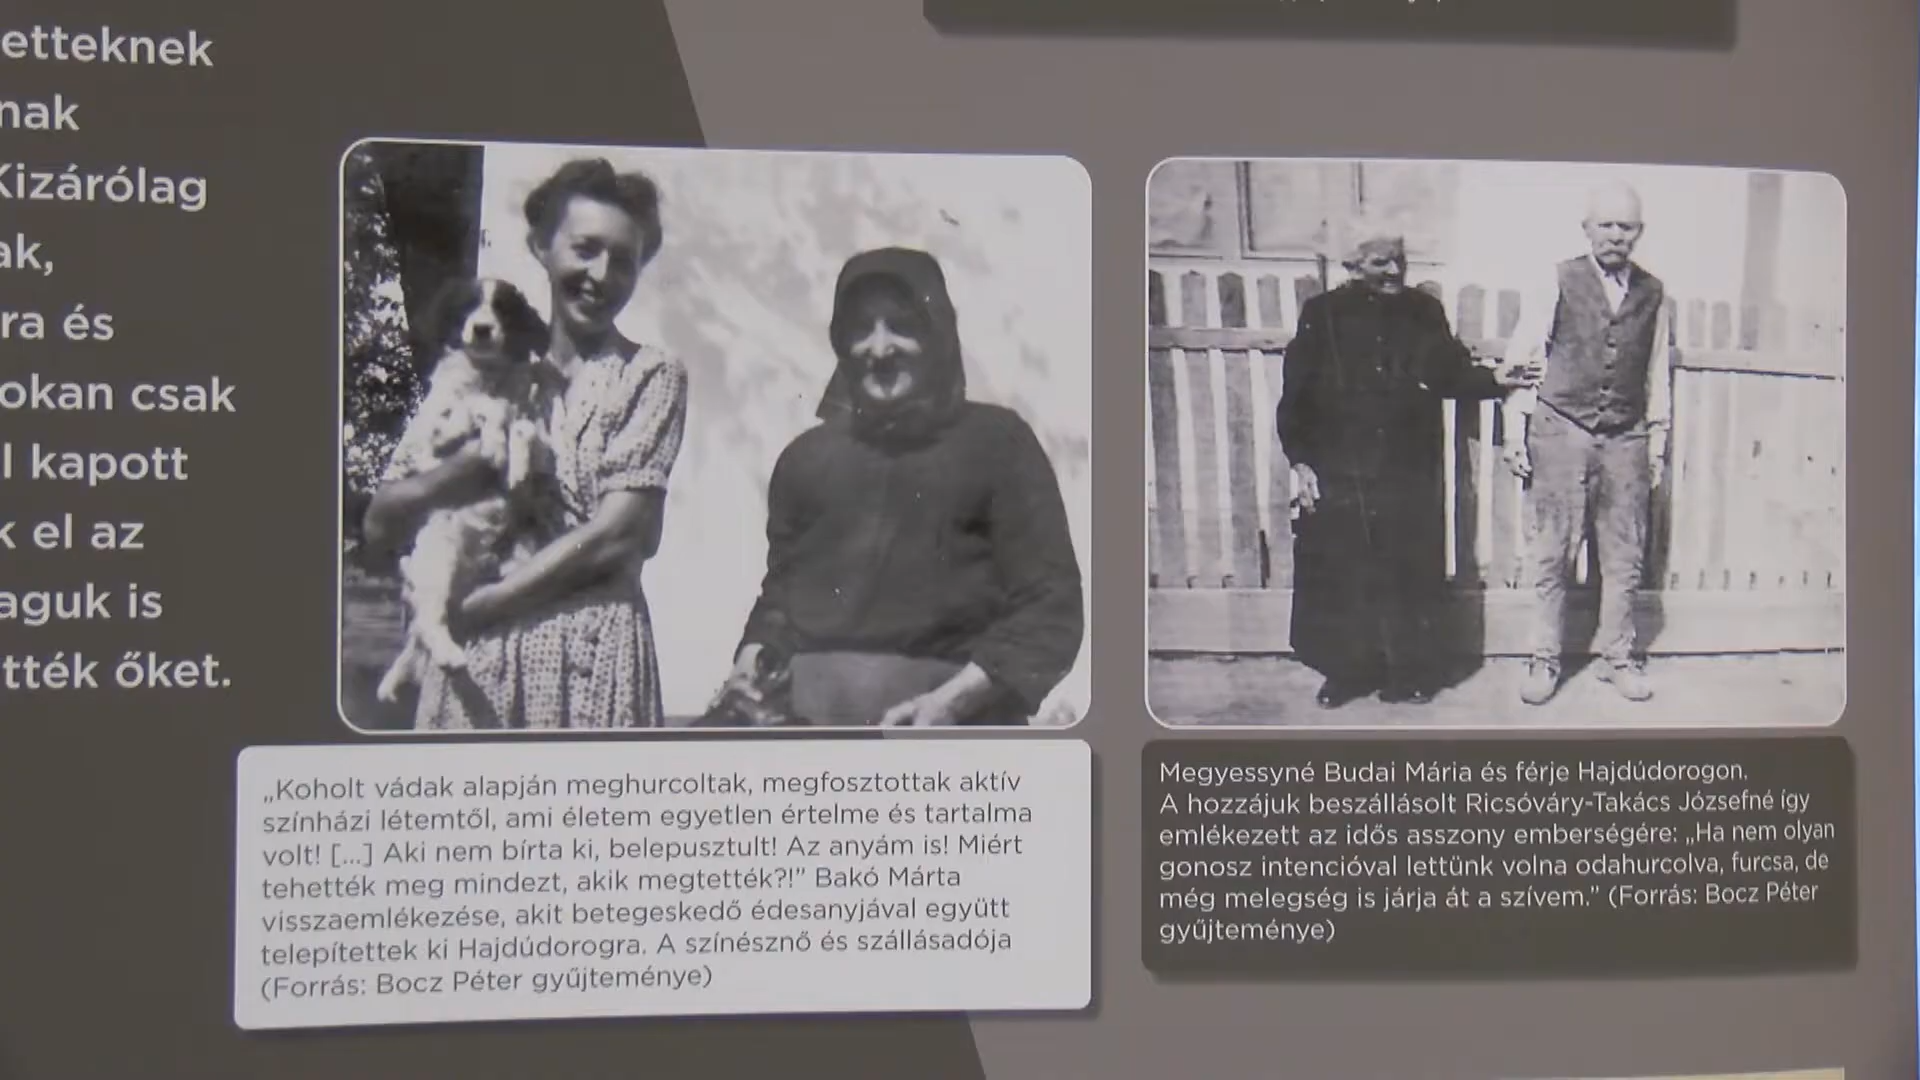 etteknek
nak
Kizárólag
ak,
ra és
okan csak
l kapott
k el az
aguk is
tték őket.
„Koholt vádak alapján meghurcoltak, megfosztottak aktív
színházi létemtől, ami életem egyetlen értelme és tartalma
volt! [...] Aki nem bírta ki, belepusztult! Az anyám is! Miért
tehették meg mindezt, akik megtették?!” Bakó Márta
visszaemlékezése, akit betegeskedő édesanyjával együtt
telepítettek ki Hajdúdorogra. A színésznő és szállásadója
(Forrás: Bocz Péter gyűjteménye)
Megyessyné Budai Mária és férje Hajdúdorogon.
A hozzájuk beszállásolt Ricsóváry-Takács Józsefné így
emlékezett az idős asszony emberségére: „Ha nem olyan
gonosz intencióval lettünk volna odahurcolva, furcsa, de
még melegség is járja át a szívem.” (Forrás: Bocz Péter
gyűjteménye)